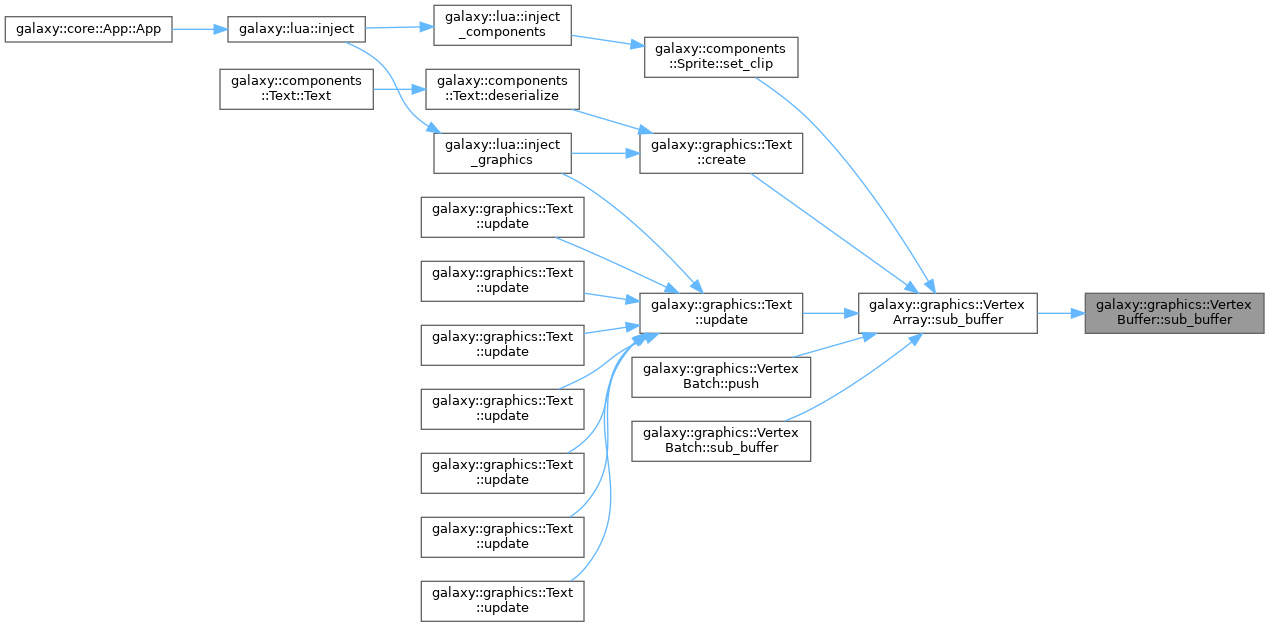 galaxy::core::App::App
galaxy::lua::inject
galaxy::lua::inject
_components
galaxy::components
::Sprite::set_clip
galaxy::components
::Text::Text
galaxy::components
::Text::deserialize
galaxy::lua::inject
_graphics
galaxy::graphics::Text
::create
galaxy::graphics::Text
::update
galaxy::graphics::Text
::update
galaxy::graphics::Text
::update
galaxy::graphics::Text
::update
galaxy::graphics::Text
::update
galaxy::graphics::Text
::update
galaxy::graphics::Text
::update
galaxy::graphics::Text
::update
galaxy::graphics::Vertex
Batch::push
galaxy::graphics::Vertex
Batch::sub_buffer
galaxy::graphics::Vertex
Array::sub_buffer
galaxy::graphics::Vertex
Buffer::sub_buffer